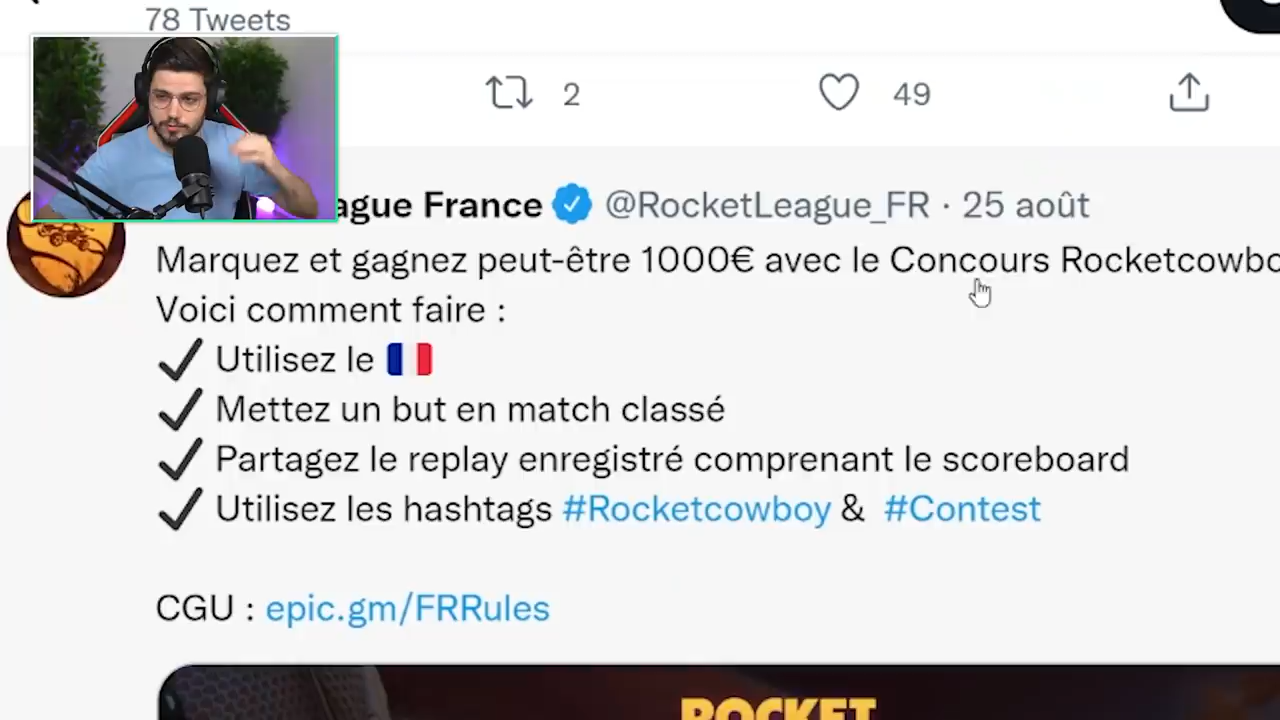 78 Tweets
2 49
ague France @RocketLeague_FR · 25 août
Marquez et gagnez peut-être 1000€ avec le Concours Rocketcowbo
Voici comment faire :
✔ Utilisez le 🇫🇷
✔ Mettez un but en match classé
✔ Partagez le replay enregistré comprenant le scoreboard
✔ Utilisez les hashtags #Rocketcowboy & #Contest
CGU : epic.gm/FRRules
ROCKET